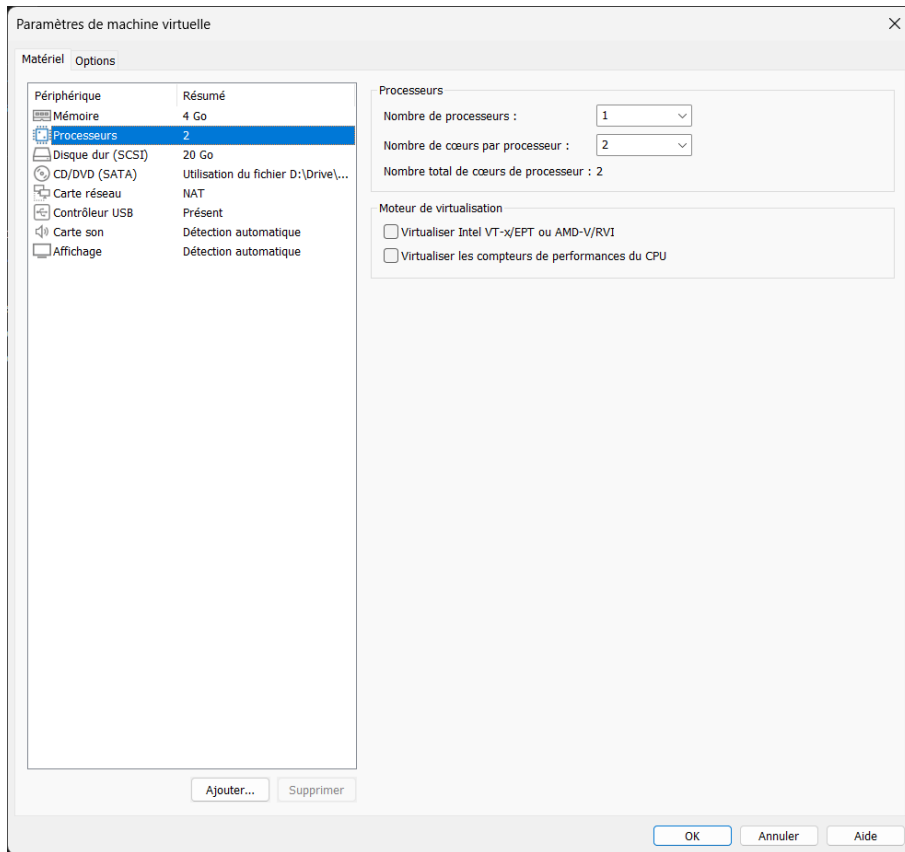 Paramètres de machine virtuelle
Matériel Options
Périphérique Résumé
Mémoire 4 Go
Processeurs 2
Disque dur (SCSI) 20 Go
CD/DVD (SATA) Utilisation du fichier D:\Drive\...
Carte réseau NAT
Contrôleur USB Présent
Carte son Détection automatique
Affichage Détection automatique
Ajouter... Supprimer
Processeurs
Nombre de processeurs : 1
Nombre de cœurs par processeur : 2
Nombre total de cœurs de processeur : 2
Moteur de virtualisation
Virtualiser Intel VT-x/EPT ou AMD-V/RVI
Virtualiser les compteurs de performances du CPU
OK Annuler Aide